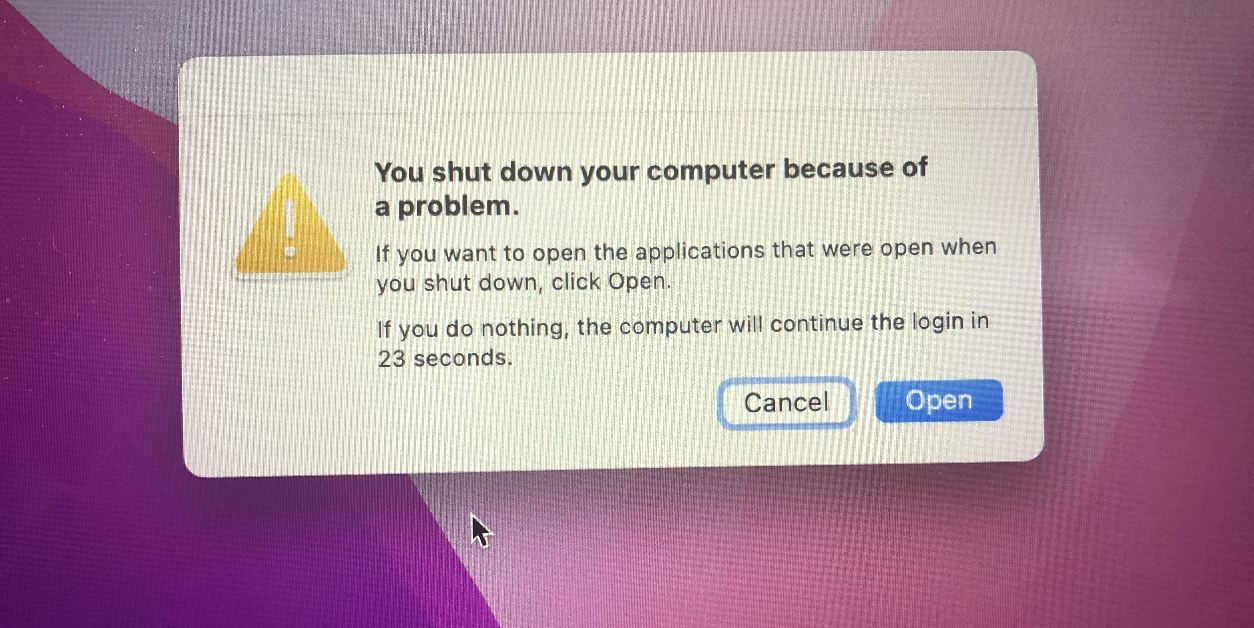 You shut down your computer because of
a problem.
If you want to open the applications that were open when
you shut down, click Open.
If you do nothing, the computer will continue the login in
23 seconds.
Cancel
Open